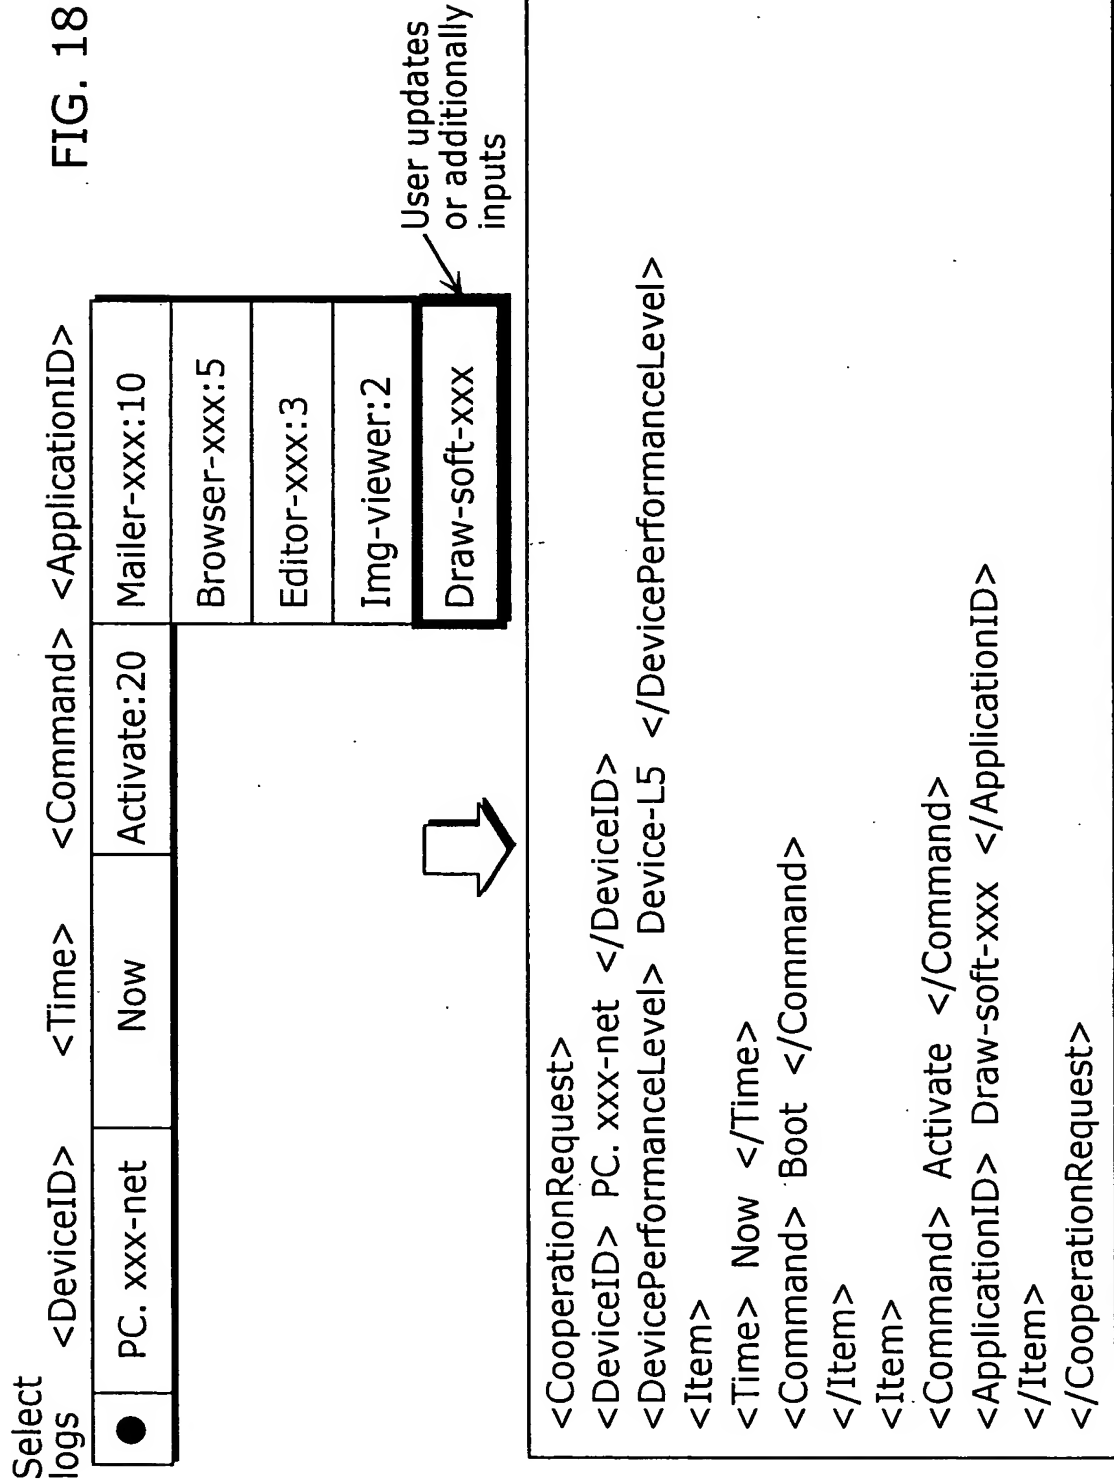 FIG. 18
Select
logs
<DeviceID> <Time> <Command> <ApplicationID>
PC. xxx-net Now Activate:20 Mailer-xxx:10
Browser-xxx:5
Editor-xxx:3
Img-viewer:2
Draw-soft-xxx
User updates
or additionally
inputs
<CooperationRequest>
<DeviceID> PC. xxx-net </DeviceID>
<DevicePerformanceLevel> Device-L5 </DevicePerformanceLevel>
<Item>
<Time> Now </Time>
<Command> Boot </Command>
</Item>
<Item>
<Command> Activate </Command>
<ApplicationID> Draw-soft-xxx </ApplicationID>
</Item>
</CooperationRequest>